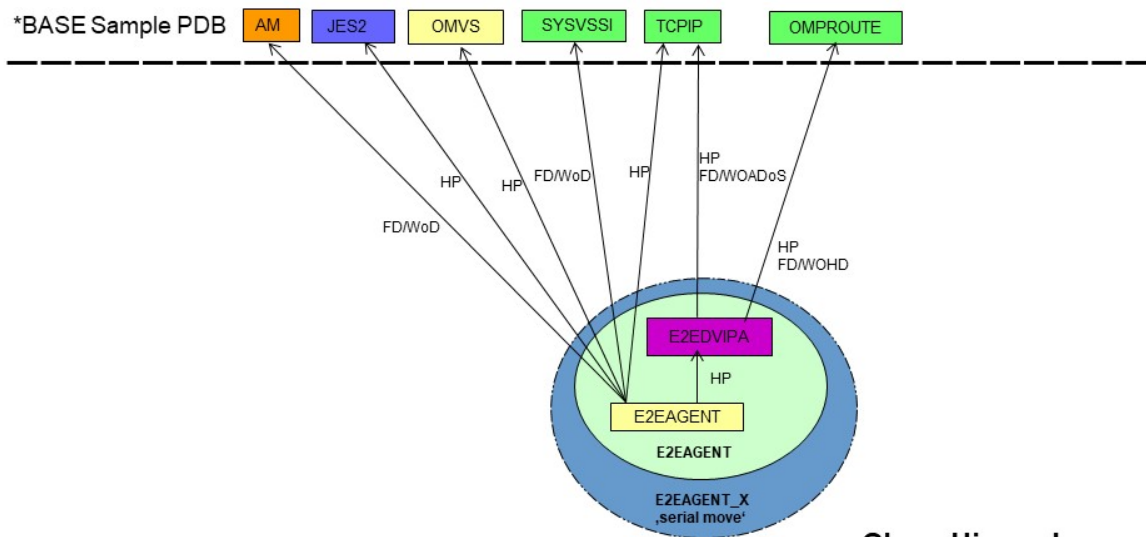 *BASE Sample PDB
AM
JES2
OMVS
SYSVSSI
TCPIP
OMPROUTE
HP
FD/WOADoS
FD/WoD
HP
HP
HP
FD/WoD
HP
FD/WOHD
E2EDVIPA
HP
E2EAGENT
E2EAGENT
E2EAGENT_X
‚serial move‘